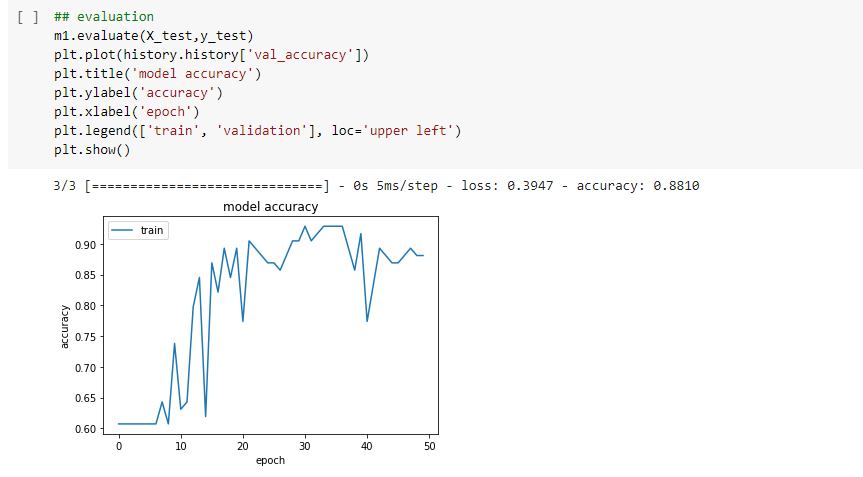 [ ] ## evaluation
m1.evaluate(X_test,y_test)
plt.plot(history.history['val_accuracy'])
plt.title('model accuracy')
plt.ylabel('accuracy')
plt.xlabel('epoch')
plt.legend(['train', 'validation'], loc='upper left')
plt.show()
3/3 [==============================] - 0s 5ms/step - loss: 0.3947 - accuracy: 0.8810
model accuracy
train
0.90
0.85
0.80
0.75
0.70
0.65
0.60
accuracy
0 10 20 30 40 50
epoch